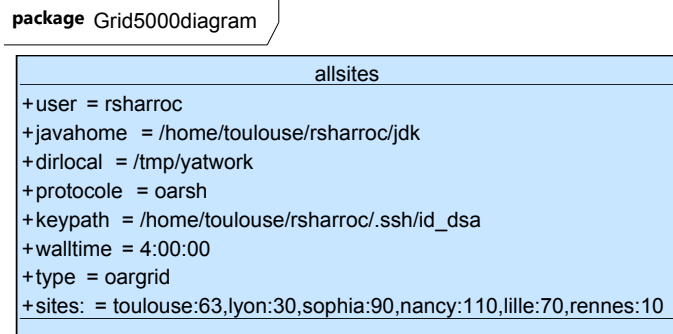 package Grid5000diagram
allsites
+user = rsharroc
+javahome = /home/toulouse/rsharroc/jdk
+dirlocal = /tmp/yatwork
+protocole = oarsh
+keypath = /home/toulouse/rsharroc/.ssh/id_dsa
+walltime = 4:00:00
+type = oargrid
+sites: = toulouse:63,lyon:30,sophia:90,nancy:110,lille:70,rennes:10